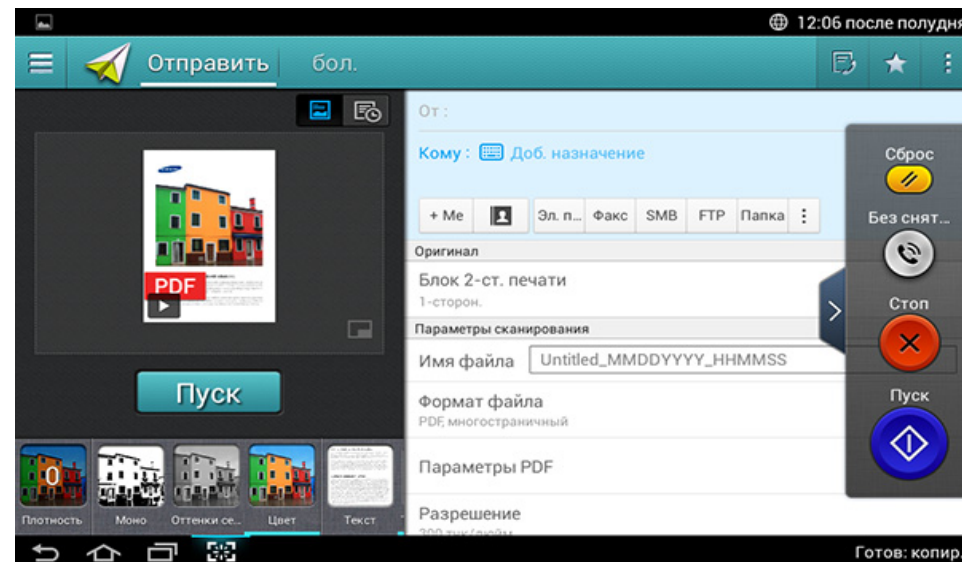 12:06 после полудня
Отправить бол.
От :
Кому : Доб. назначение
+ Me Эл. п... Факс SMB FTP Папка
Оригинал
Блок 2-ст. печати
1-сторон.
Параметры сканирования
Имя файла Untitled_MMDDYYYY_HHMMSS
Формат файла
PDF, многостраничный
Параметры PDF
Разрешение
PDF
Пуск
0
Плотность Моно Оттенки се... Цвет Текст
Сброс
Без снят...
Стоп
Пуск
Готов: копир.